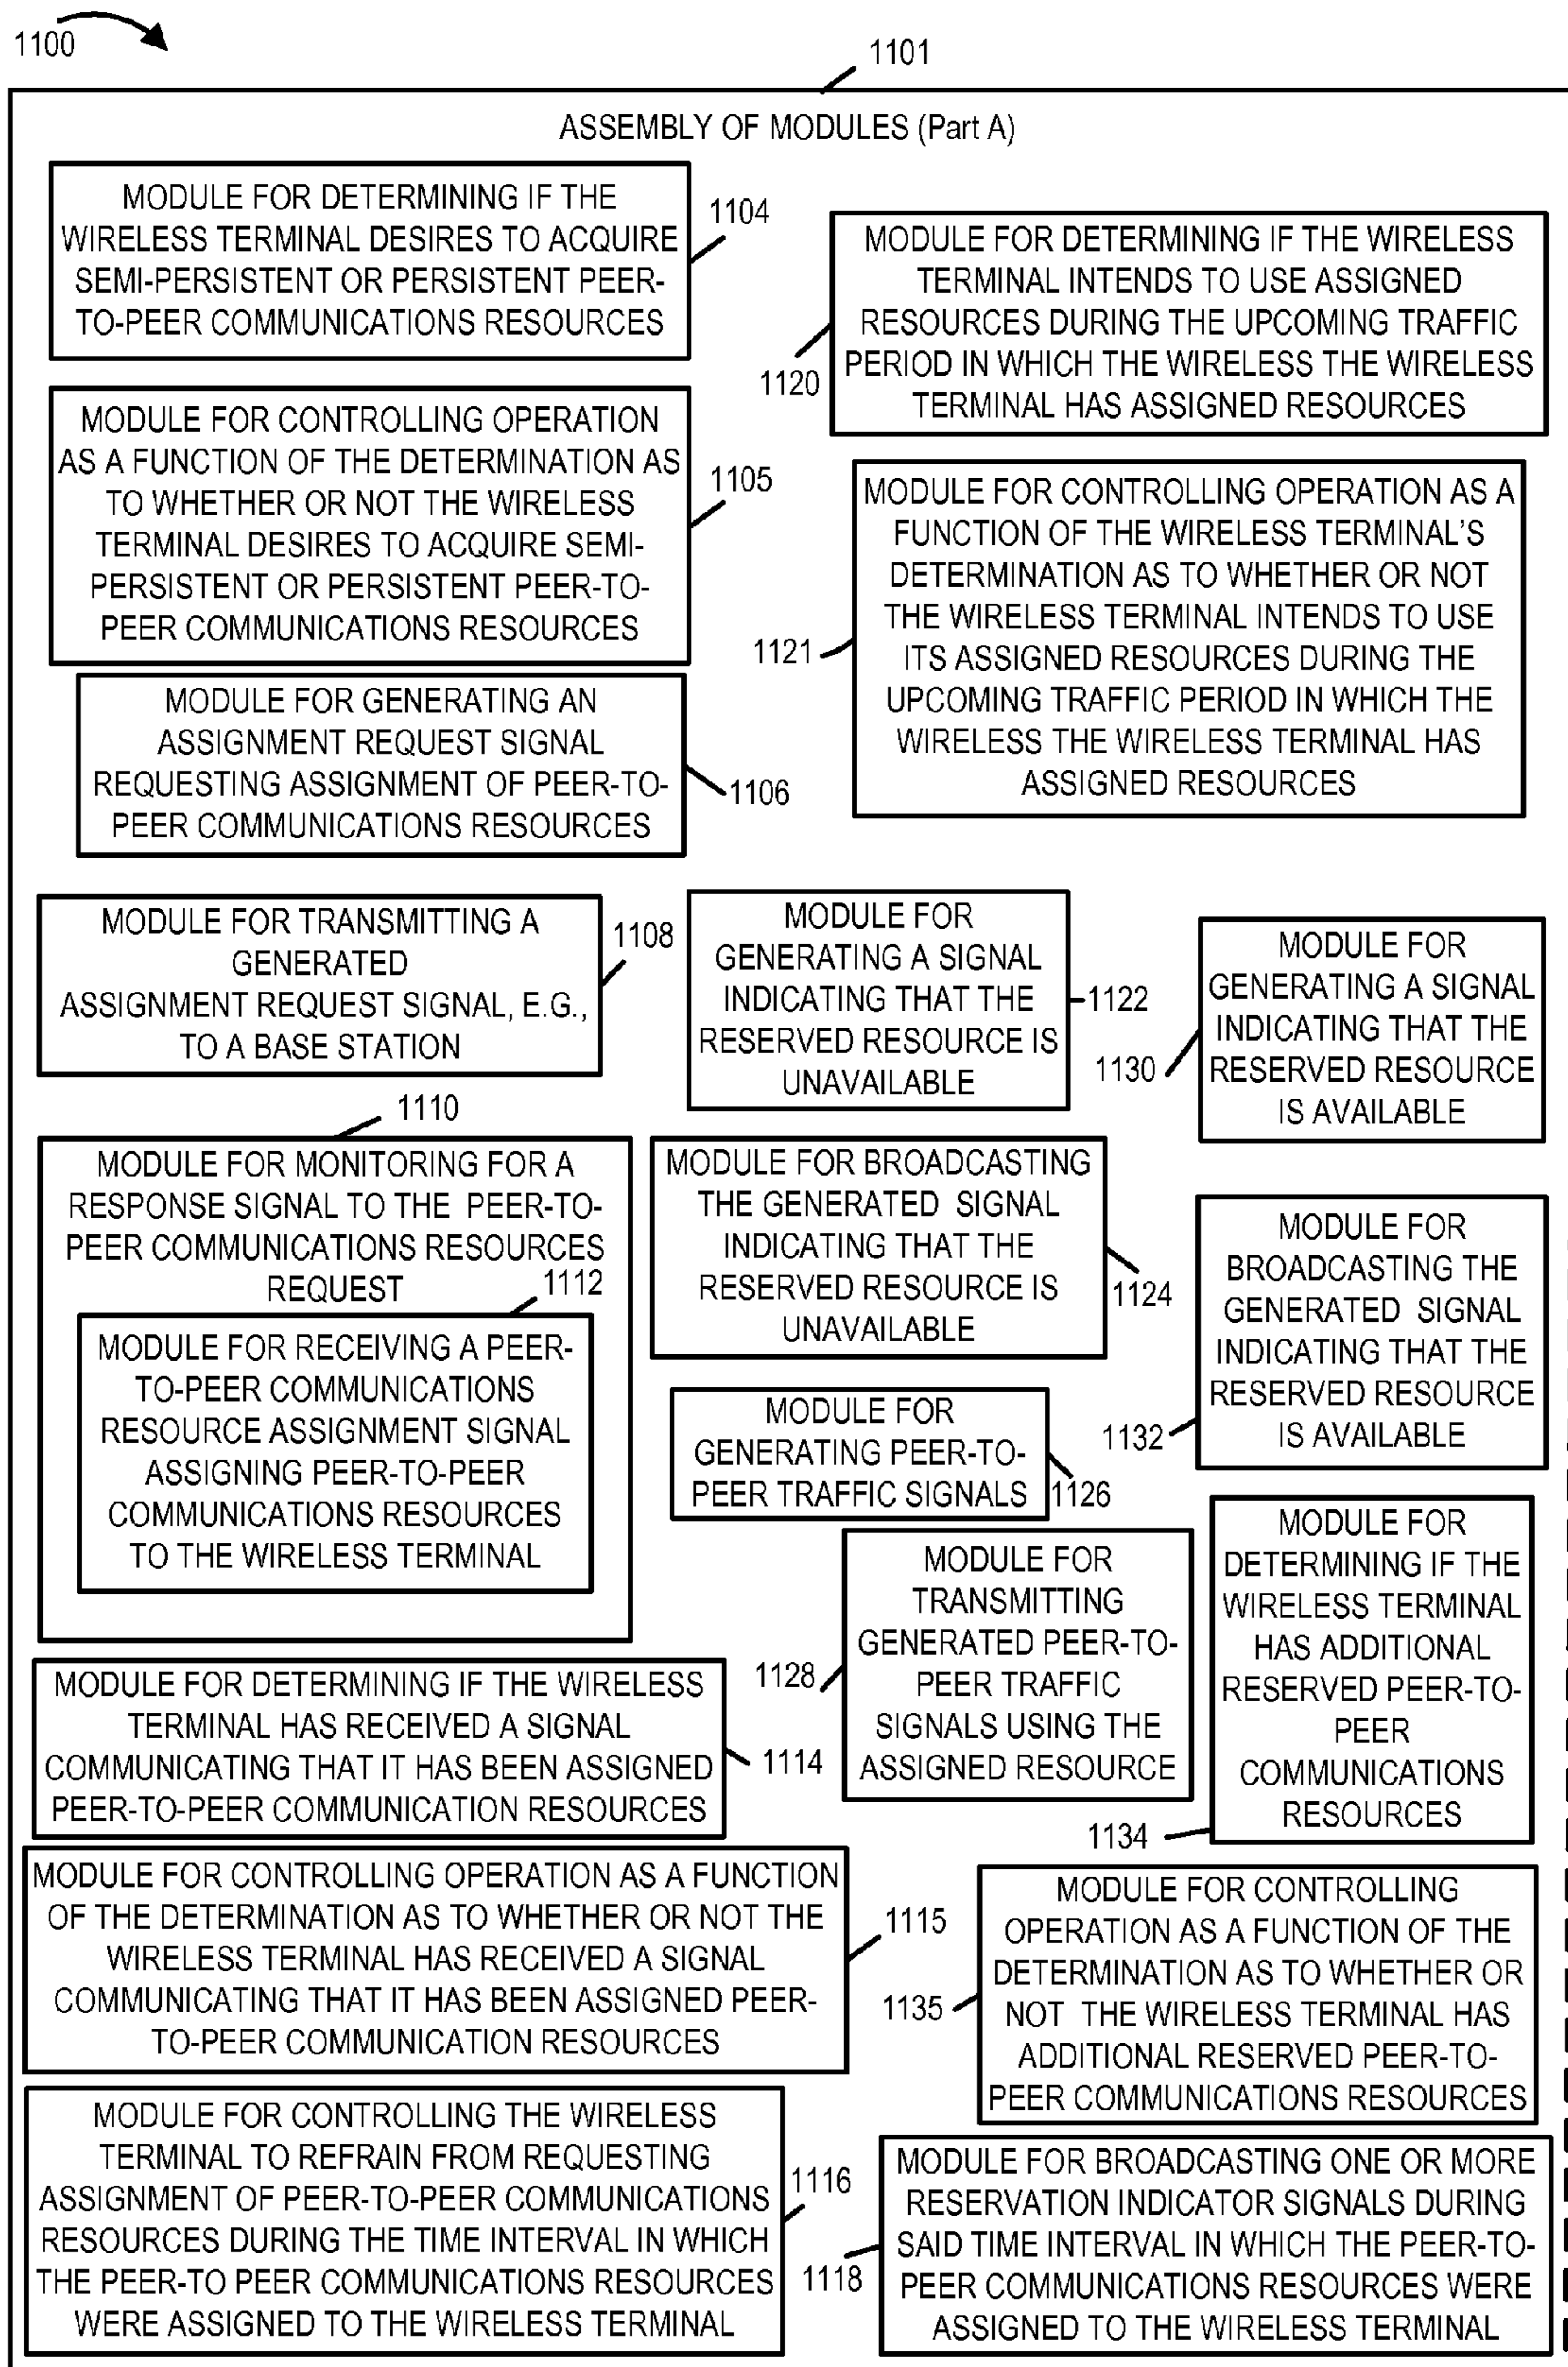 1100
1101
ASSEMBLY OF MODULES (Part A)
MODULE FOR DETERMINING IF THE
WIRELESS TERMINAL DESIRES TO ACQUIRE
SEMI-PERSISTENT OR PERSISTENT PEER-
TO-PEER COMMUNICATIONS RESOURCES
1104
MODULE FOR CONTROLLING OPERATION
AS A FUNCTION OF THE DETERMINATION AS
TO WHETHER OR NOT THE WIRELESS
TERMINAL DESIRES TO ACQUIRE SEMI-
PERSISTENT OR PERSISTENT PEER-TO-
PEER COMMUNICATIONS RESOURCES
1105
MODULE FOR GENERATING AN
ASSIGNMENT REQUEST SIGNAL
REQUESTING ASSIGNMENT OF PEER-TO-
PEER COMMUNICATIONS RESOURCES
1106
MODULE FOR TRANSMITTING A
GENERATED
ASSIGNMENT REQUEST SIGNAL, E.G.,
TO A BASE STATION
1108
1110
MODULE FOR MONITORING FOR A
RESPONSE SIGNAL TO THE PEER-TO-
PEER COMMUNICATIONS RESOURCES
REQUEST
1112
MODULE FOR RECEIVING A PEER-
TO-PEER COMMUNICATIONS
RESOURCE ASSIGNMENT SIGNAL
ASSIGNING PEER-TO-PEER
COMMUNICATIONS RESOURCES
TO THE WIRELESS TERMINAL
MODULE FOR DETERMINING IF THE WIRELESS
TERMINAL HAS RECEIVED A SIGNAL
COMMUNICATING THAT IT HAS BEEN ASSIGNED
PEER-TO-PEER COMMUNICATION RESOURCES
1114
MODULE FOR CONTROLLING OPERATION AS A FUNCTION
OF THE DETERMINATION AS TO WHETHER OR NOT THE
WIRELESS TERMINAL HAS RECEIVED A SIGNAL
COMMUNICATING THAT IT HAS BEEN ASSIGNED PEER-
TO-PEER COMMUNICATION RESOURCES
1115
MODULE FOR CONTROLLING THE WIRELESS
TERMINAL TO REFRAIN FROM REQUESTING
ASSIGNMENT OF PEER-TO-PEER COMMUNICATIONS
RESOURCES DURING THE TIME INTERVAL IN WHICH
THE PEER-TO PEER COMMUNICATIONS RESOURCES
WERE ASSIGNED TO THE WIRELESS TERMINAL
1116
MODULE FOR DETERMINING IF THE WIRELESS
TERMINAL INTENDS TO USE ASSIGNED
RESOURCES DURING THE UPCOMING TRAFFIC
PERIOD IN WHICH THE WIRELESS THE WIRELESS
TERMINAL HAS ASSIGNED RESOURCES
1120
MODULE FOR CONTROLLING OPERATION AS A
FUNCTION OF THE WIRELESS TERMINAL'S
DETERMINATION AS TO WHETHER OR NOT
THE WIRELESS TERMINAL INTENDS TO USE
ITS ASSIGNED RESOURCES DURING THE
UPCOMING TRAFFIC PERIOD IN WHICH THE
WIRELESS THE WIRELESS TERMINAL HAS
ASSIGNED RESOURCES
1121
MODULE FOR
GENERATING A SIGNAL
INDICATING THAT THE
RESERVED RESOURCE IS
UNAVAILABLE
1122
MODULE FOR BROADCASTING
THE GENERATED SIGNAL
INDICATING THAT THE
RESERVED RESOURCE IS
UNAVAILABLE
1124
MODULE FOR
GENERATING PEER-TO-
PEER TRAFFIC SIGNALS
1126
MODULE FOR
TRANSMITTING
GENERATED PEER-TO-
PEER TRAFFIC
SIGNALS USING THE
ASSIGNED RESOURCE
1128
MODULE FOR
GENERATING A SIGNAL
INDICATING THAT THE
RESERVED RESOURCE
IS AVAILABLE
1130
MODULE FOR
BROADCASTING THE
GENERATED SIGNAL
INDICATING THAT THE
RESERVED RESOURCE
IS AVAILABLE
1132
MODULE FOR
DETERMINING IF THE
WIRELESS TERMINAL
HAS ADDITIONAL
RESERVED PEER-TO-
PEER
COMMUNICATIONS
RESOURCES
1134
MODULE FOR CONTROLLING
OPERATION AS A FUNCTION OF THE
DETERMINATION AS TO WHETHER OR
NOT THE WIRELESS TERMINAL HAS
ADDITIONAL RESERVED PEER-TO-
PEER COMMUNICATIONS RESOURCES
1135
MODULE FOR BROADCASTING ONE OR MORE
RESERVATION INDICATOR SIGNALS DURING
SAID TIME INTERVAL IN WHICH THE PEER-TO-
PEER COMMUNICATIONS RESOURCES WERE
ASSIGNED TO THE WIRELESS TERMINAL
1118